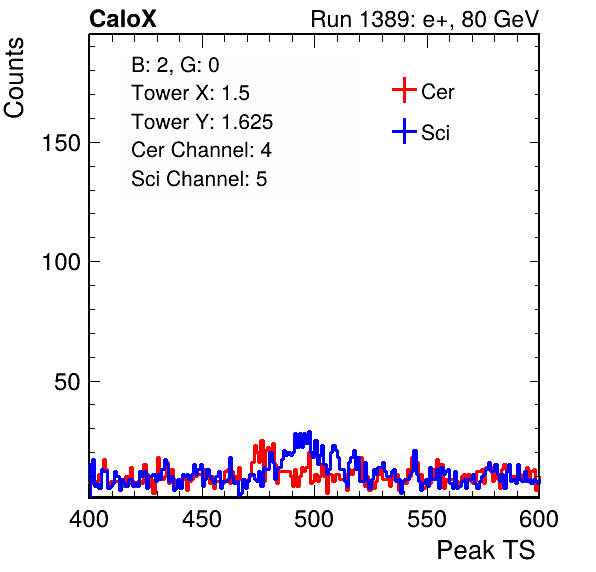 CaloX Run 1389: e+, 80 GeV
Counts
B: 2, G: 0
Tower X: 1.5
Tower Y: 1.625
Cer Channel: 4
Sci Channel: 5
Cer
Sci
150
100
50
400 450 500 550 600
Peak TS